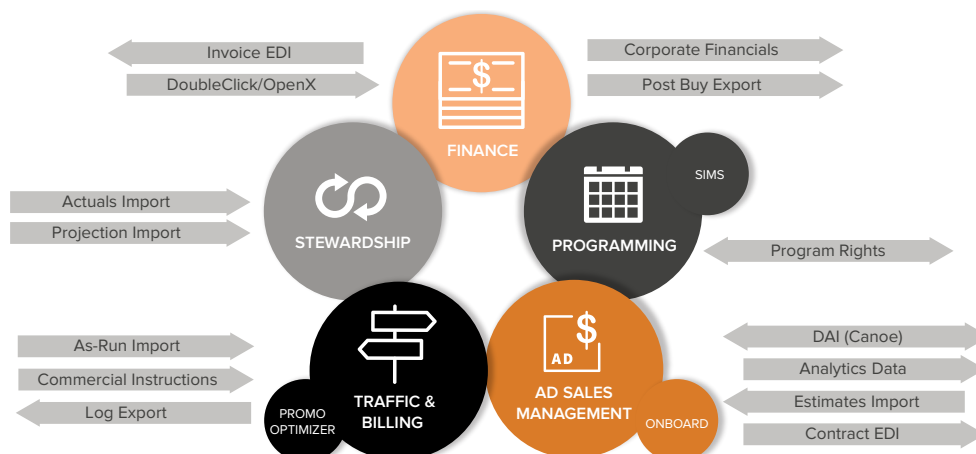 Invoice EDI
DoubleClick/OpenX
Corporate Financials
Post Buy Export
$
FINANCE
SIMS
Actuals Import
Projection Import
STEWARDSHIP
PROGRAMMING
Program Rights
As-Run Import
Commercial Instructions
Log Export
PROMO
OPTIMIZER
TRAFFIC &
BILLING
$
AD
AD SALES
MANAGEMENT
ONBOARD
DAI (Canoe)
Analytics Data
Estimates Import
Contract EDI